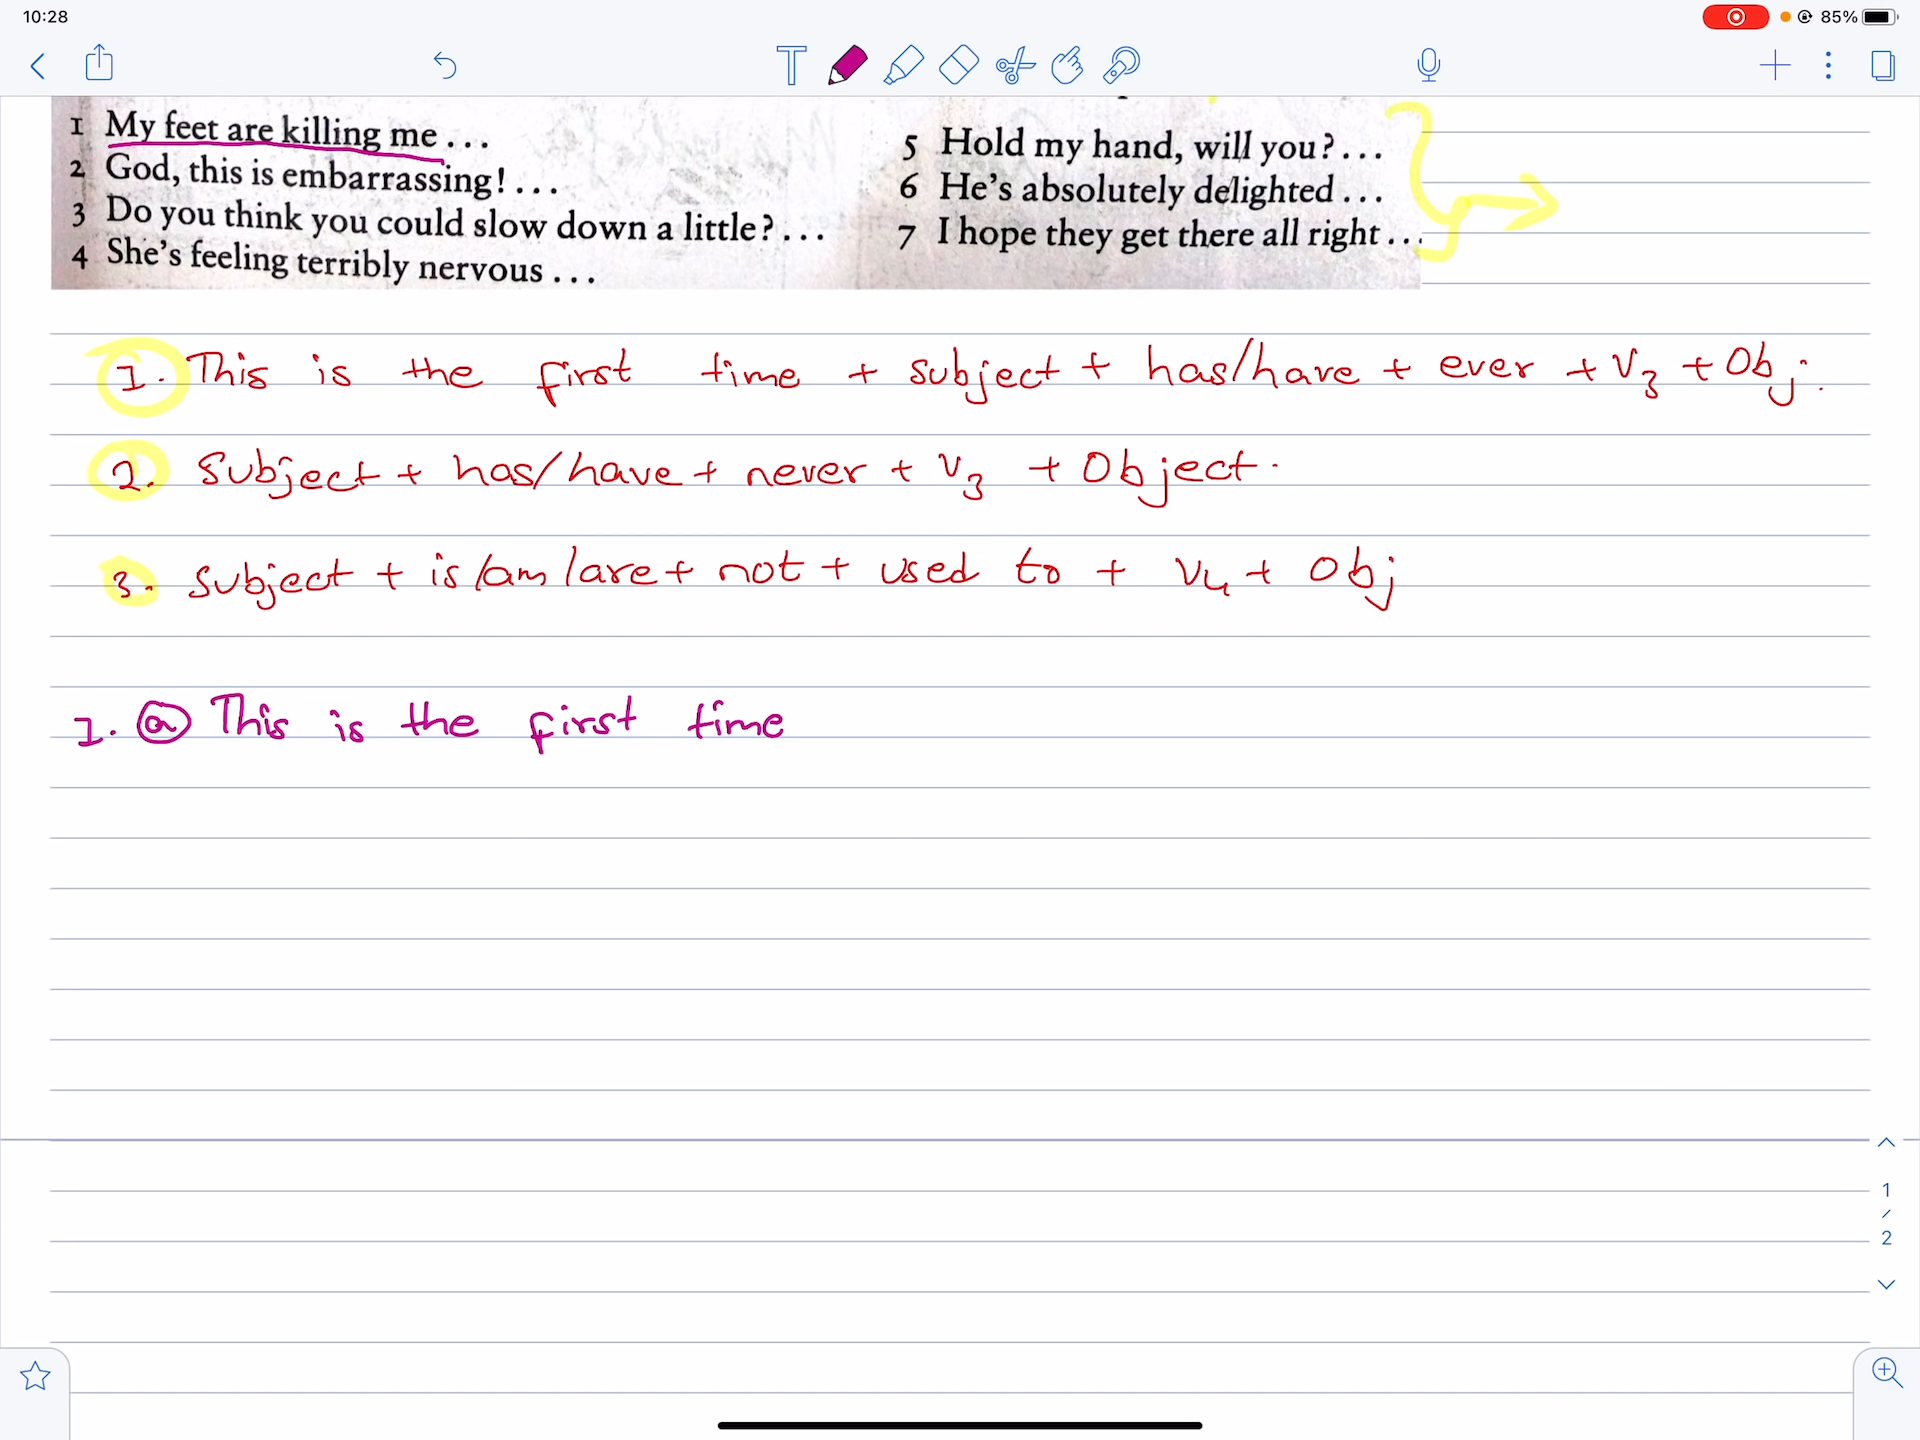 10:28
85%
1 My feet are killing me . . .
2 God, this is embarrassing! . . .
3 Do you think you could slow down a little? . . .
4 She's feeling terribly nervous . . .
5 Hold my hand, will you? . . .
6 He's absolutely delighted . . .
7 I hope they get there all right . . .
1. This is the first time + subject + has/have + ever + V3 + Obj.
2. Subject + has/have + never + V3 + Object.
3. Subject + is/am/are + not + used to + V4 + Obj
1. (a) This is the first time
1
/
2